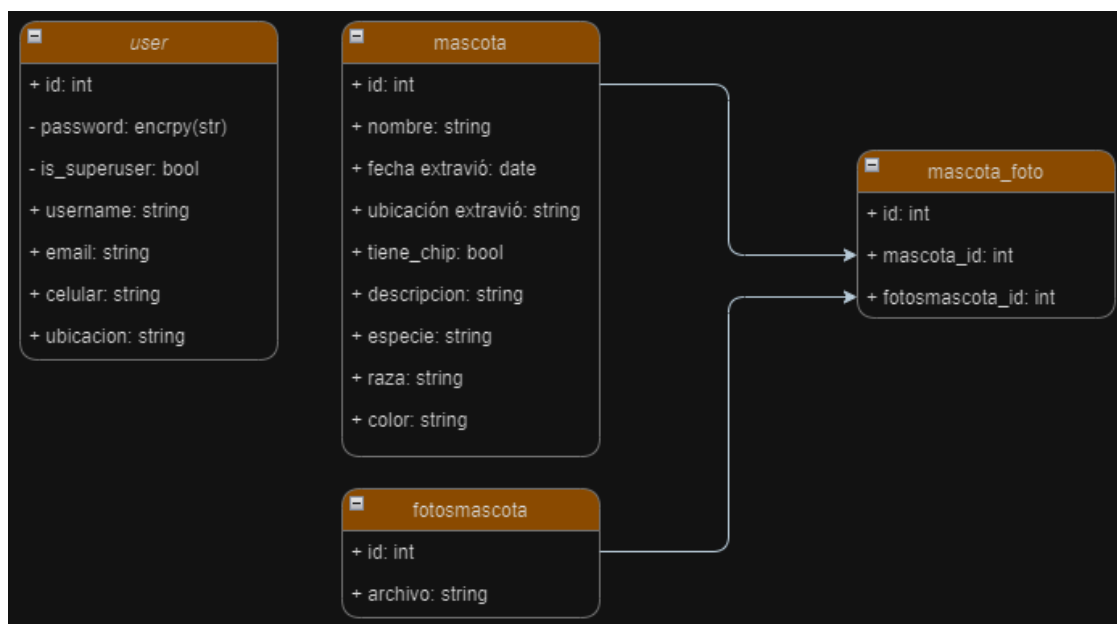 user
+ id: int
- password: encrpy(str)
- is_superuser: bool
+ username: string
+ email: string
+ celular: string
+ ubicacion: string
mascota
+ id: int
+ nombre: string
+ fecha extravió: date
+ ubicación extravió: string
+ tiene_chip: bool
+ descripcion: string
+ especie: string
+ raza: string
+ color: string
fotosmascota
+ id: int
+ archivo: string
mascota_foto
+ id: int
+ mascota_id: int
+ fotosmascota_id: int